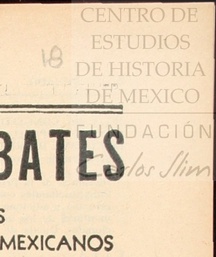 CENTRO DE
ESTUDIOS
18
DE HISTORIA
DE MEXICO
FUNDACIÓN
BATES
Carlos Slim
S
MEXICANOS